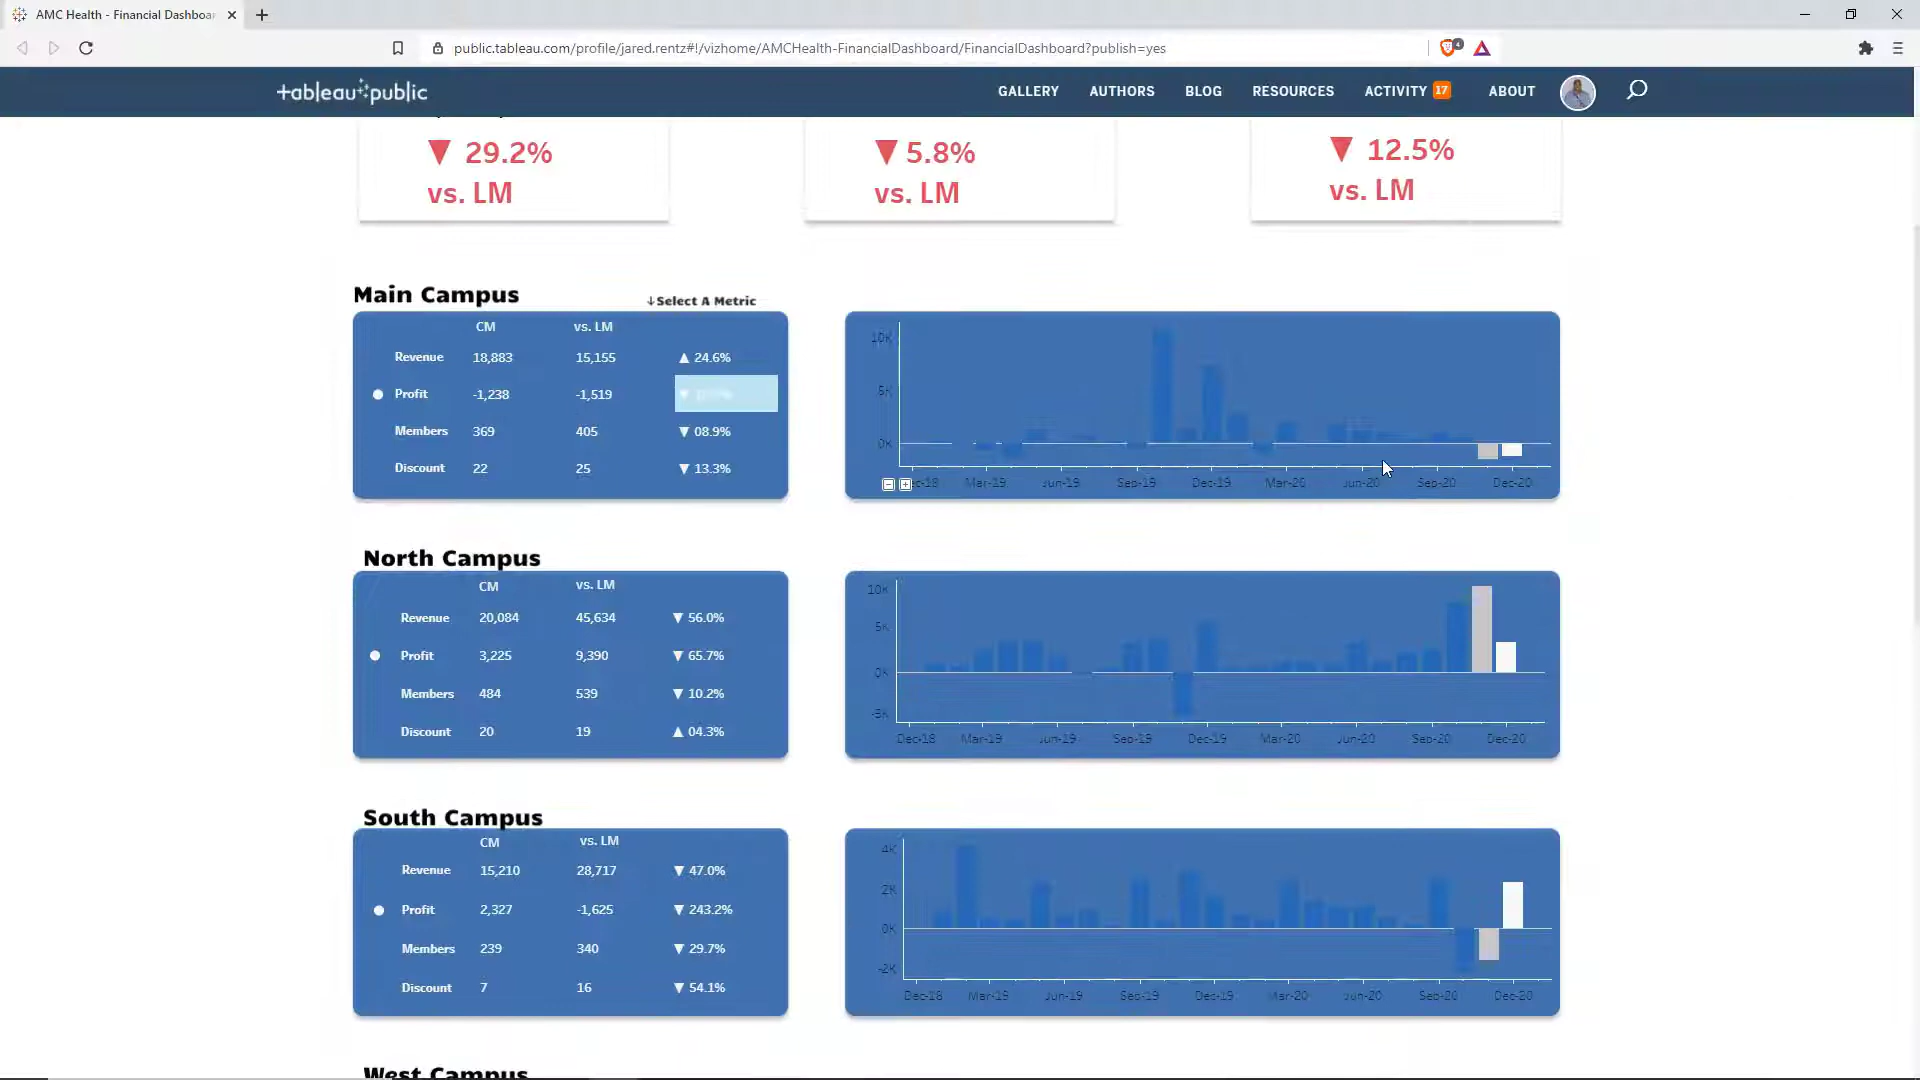 AMC Health - Financial Dashboa
public.tableau.com/profile/jared.rentz#!/vizhome/AMCHealth-FinancialDashboard/FinancialDashboard?publish=yes
4
+ableau public
GALLERY AUTHORS BLOG RESOURCES ACTIVITY 17 ABOUT
▼ 29.2%
vs. LM
▼ 5.8%
vs. LM
▼ 12.5%
vs. LM
Main Campus
↓Select A Metric
CM vs. LM
Revenue 18,883 15,155 ▲ 24.6%
Profit -1,238 -1,519
Members 369 405 ▼ 08.9%
Discount 22 25 ▼ 13.3%
10K
5K
0K
ec-18 Mar-19 Jun-19 Sep-19 Dec-19 Mar-20 Jun-20 Sep-20 Dec-20
North Campus
CM vs. LM
Revenue 20,084 45,634 ▼ 56.0%
Profit 3,225 9,390 ▼ 65.7%
Members 484 539 ▼ 10.2%
Discount 20 19 ▲ 04.3%
10K
5K
0K
-5K
Dec-18 Mar-19 Jun-19 Sep-19 Dec-19 Mar-20 Jun-20 Sep-20 Dec-20
South Campus
CM vs. LM
Revenue 15,210 28,717 ▼ 47.0%
Profit 2,327 -1,625 ▼ 243.2%
Members 239 340 ▼ 29.7%
Discount 7 16 ▼ 54.1%
4K
2K
0K
-2K
Dec-18 Mar-19 Jun-19 Sep-19 Dec-19 Mar-20 Jun-20 Sep-20 Dec-20
West Campus